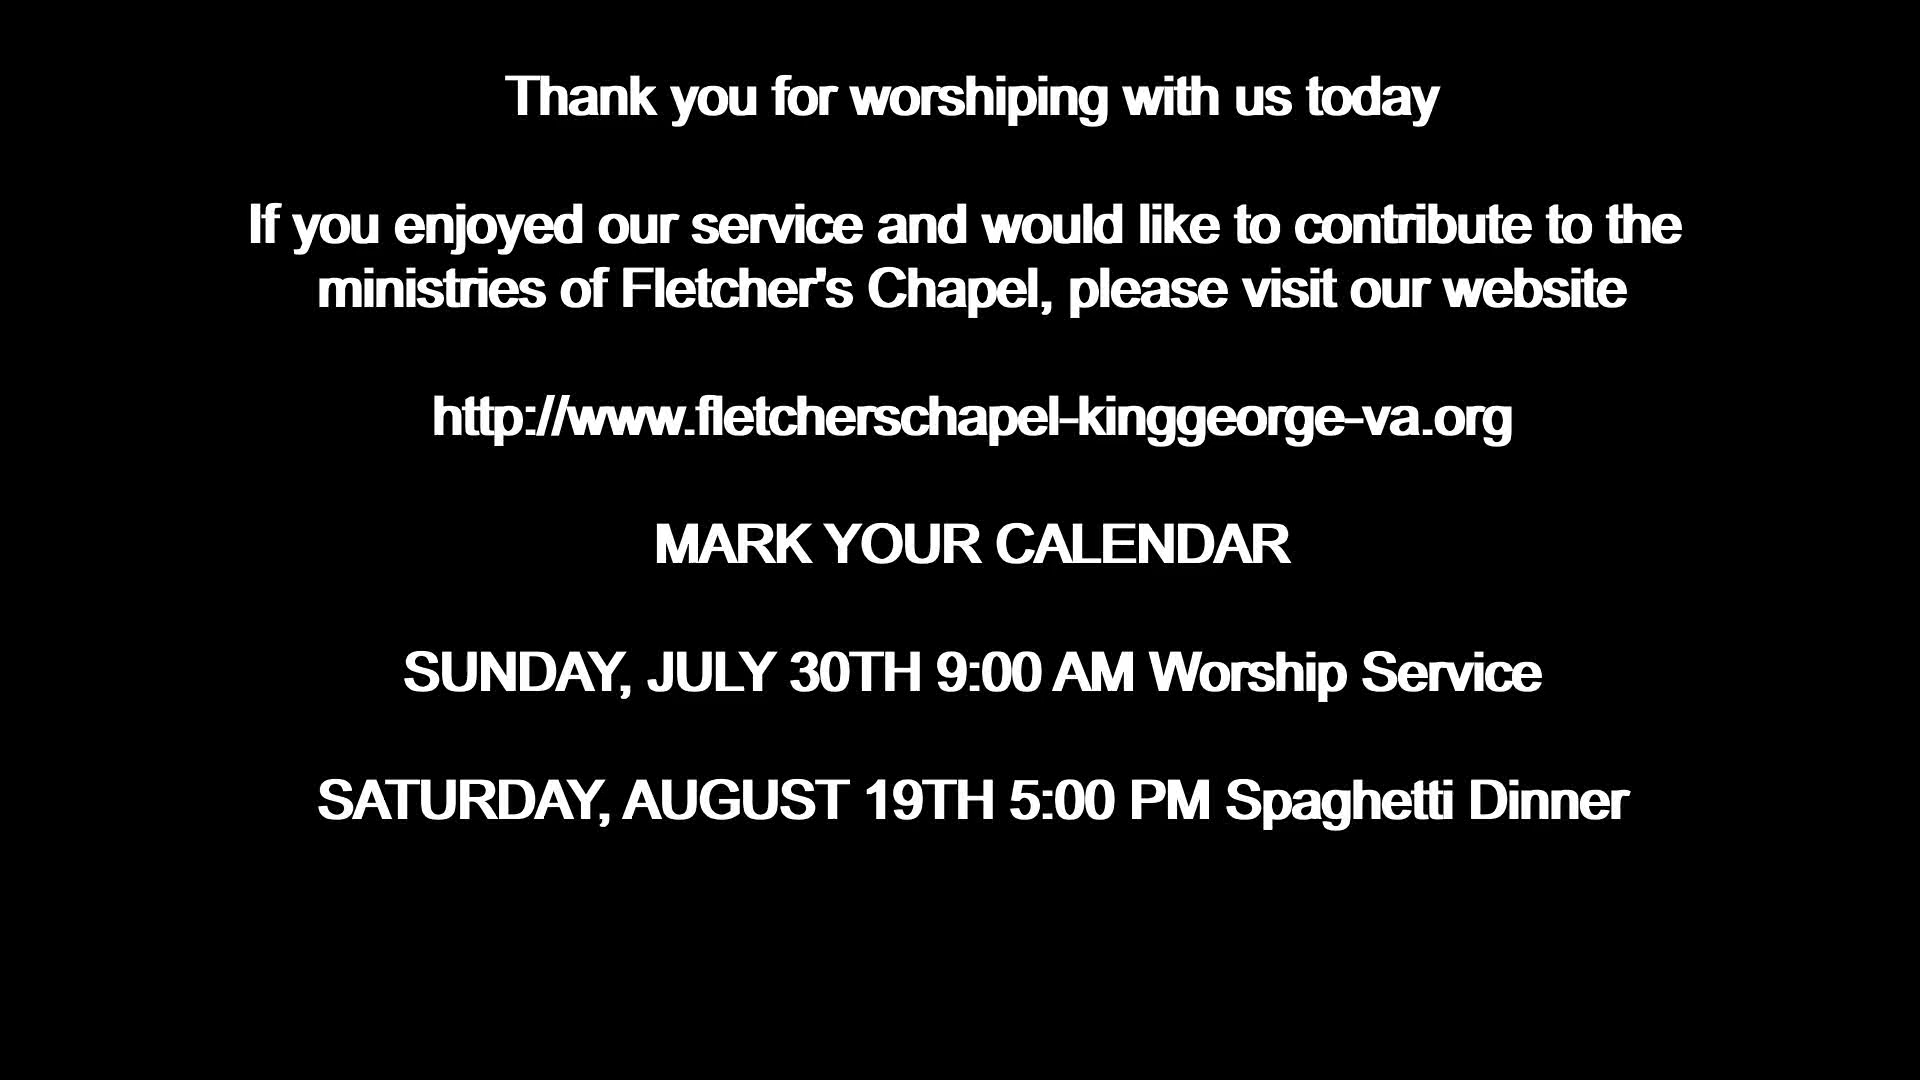 Thank you for worshiping with us today
If you enjoyed our service and would like to contribute to the
ministries of Fletcher's Chapel, please visit our website
http://www.fletcherschapel-kinggeorge-va.org
MARK YOUR CALENDAR
SUNDAY, JULY 30TH 9:00 AM Worship Service
SATURDAY, AUGUST 19TH 5:00 PM Spaghetti Dinner